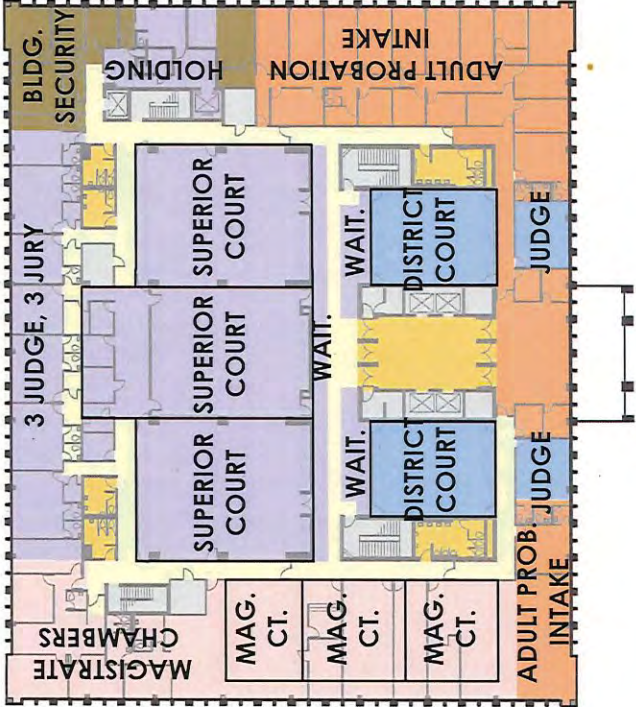 BLDG.
SECURITY
HOLDING
ADULT PROBATION
INTAKE
3 JUDGE, 3 JURY
SUPERIOR
COURT
SUPERIOR
COURT
SUPERIOR
COURT
WAIT.
WAIT.
WAIT.
DISTRICT
COURT
DISTRICT
COURT
JUDGE
JUDGE
MAGISTRATE
CHAMBERS
MAG.
CT.
MAG.
CT.
MAG.
CT.
ADULT PROB
INTAKE